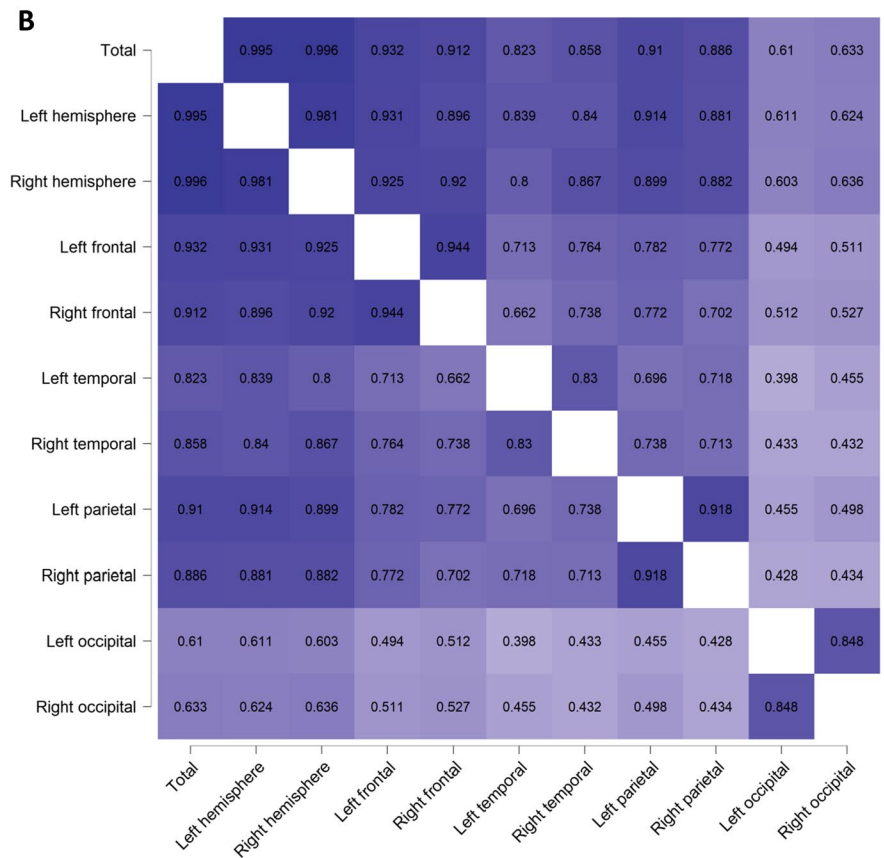 B
Total 0.995 0.996 0.932 0.912 0.823 0.858 0.91 0.886 0.61 0.633
Left hemisphere 0.995 0.981 0.931 0.896 0.839 0.84 0.914 0.881 0.611 0.624
Right hemisphere 0.996 0.981 0.925 0.92 0.8 0.867 0.899 0.882 0.603 0.636
Left frontal 0.932 0.931 0.925 0.944 0.713 0.764 0.782 0.772 0.494 0.511
Right frontal 0.912 0.896 0.92 0.944 0.662 0.738 0.772 0.702 0.512 0.527
Left temporal 0.823 0.839 0.8 0.713 0.662 0.83 0.696 0.718 0.398 0.455
Right temporal 0.858 0.84 0.867 0.764 0.738 0.83 0.738 0.713 0.433 0.432
Left parietal 0.91 0.914 0.899 0.782 0.772 0.696 0.738 0.918 0.455 0.498
Right parietal 0.886 0.881 0.882 0.772 0.702 0.718 0.713 0.918 0.428 0.434
Left occipital 0.61 0.611 0.603 0.494 0.512 0.398 0.433 0.455 0.428 0.848
Right occipital 0.633 0.624 0.636 0.511 0.527 0.455 0.432 0.498 0.434 0.848
Total Left hemisphere Right hemisphere Left frontal Right frontal Left temporal Right temporal Left parietal Right parietal Left occipital Right occipital